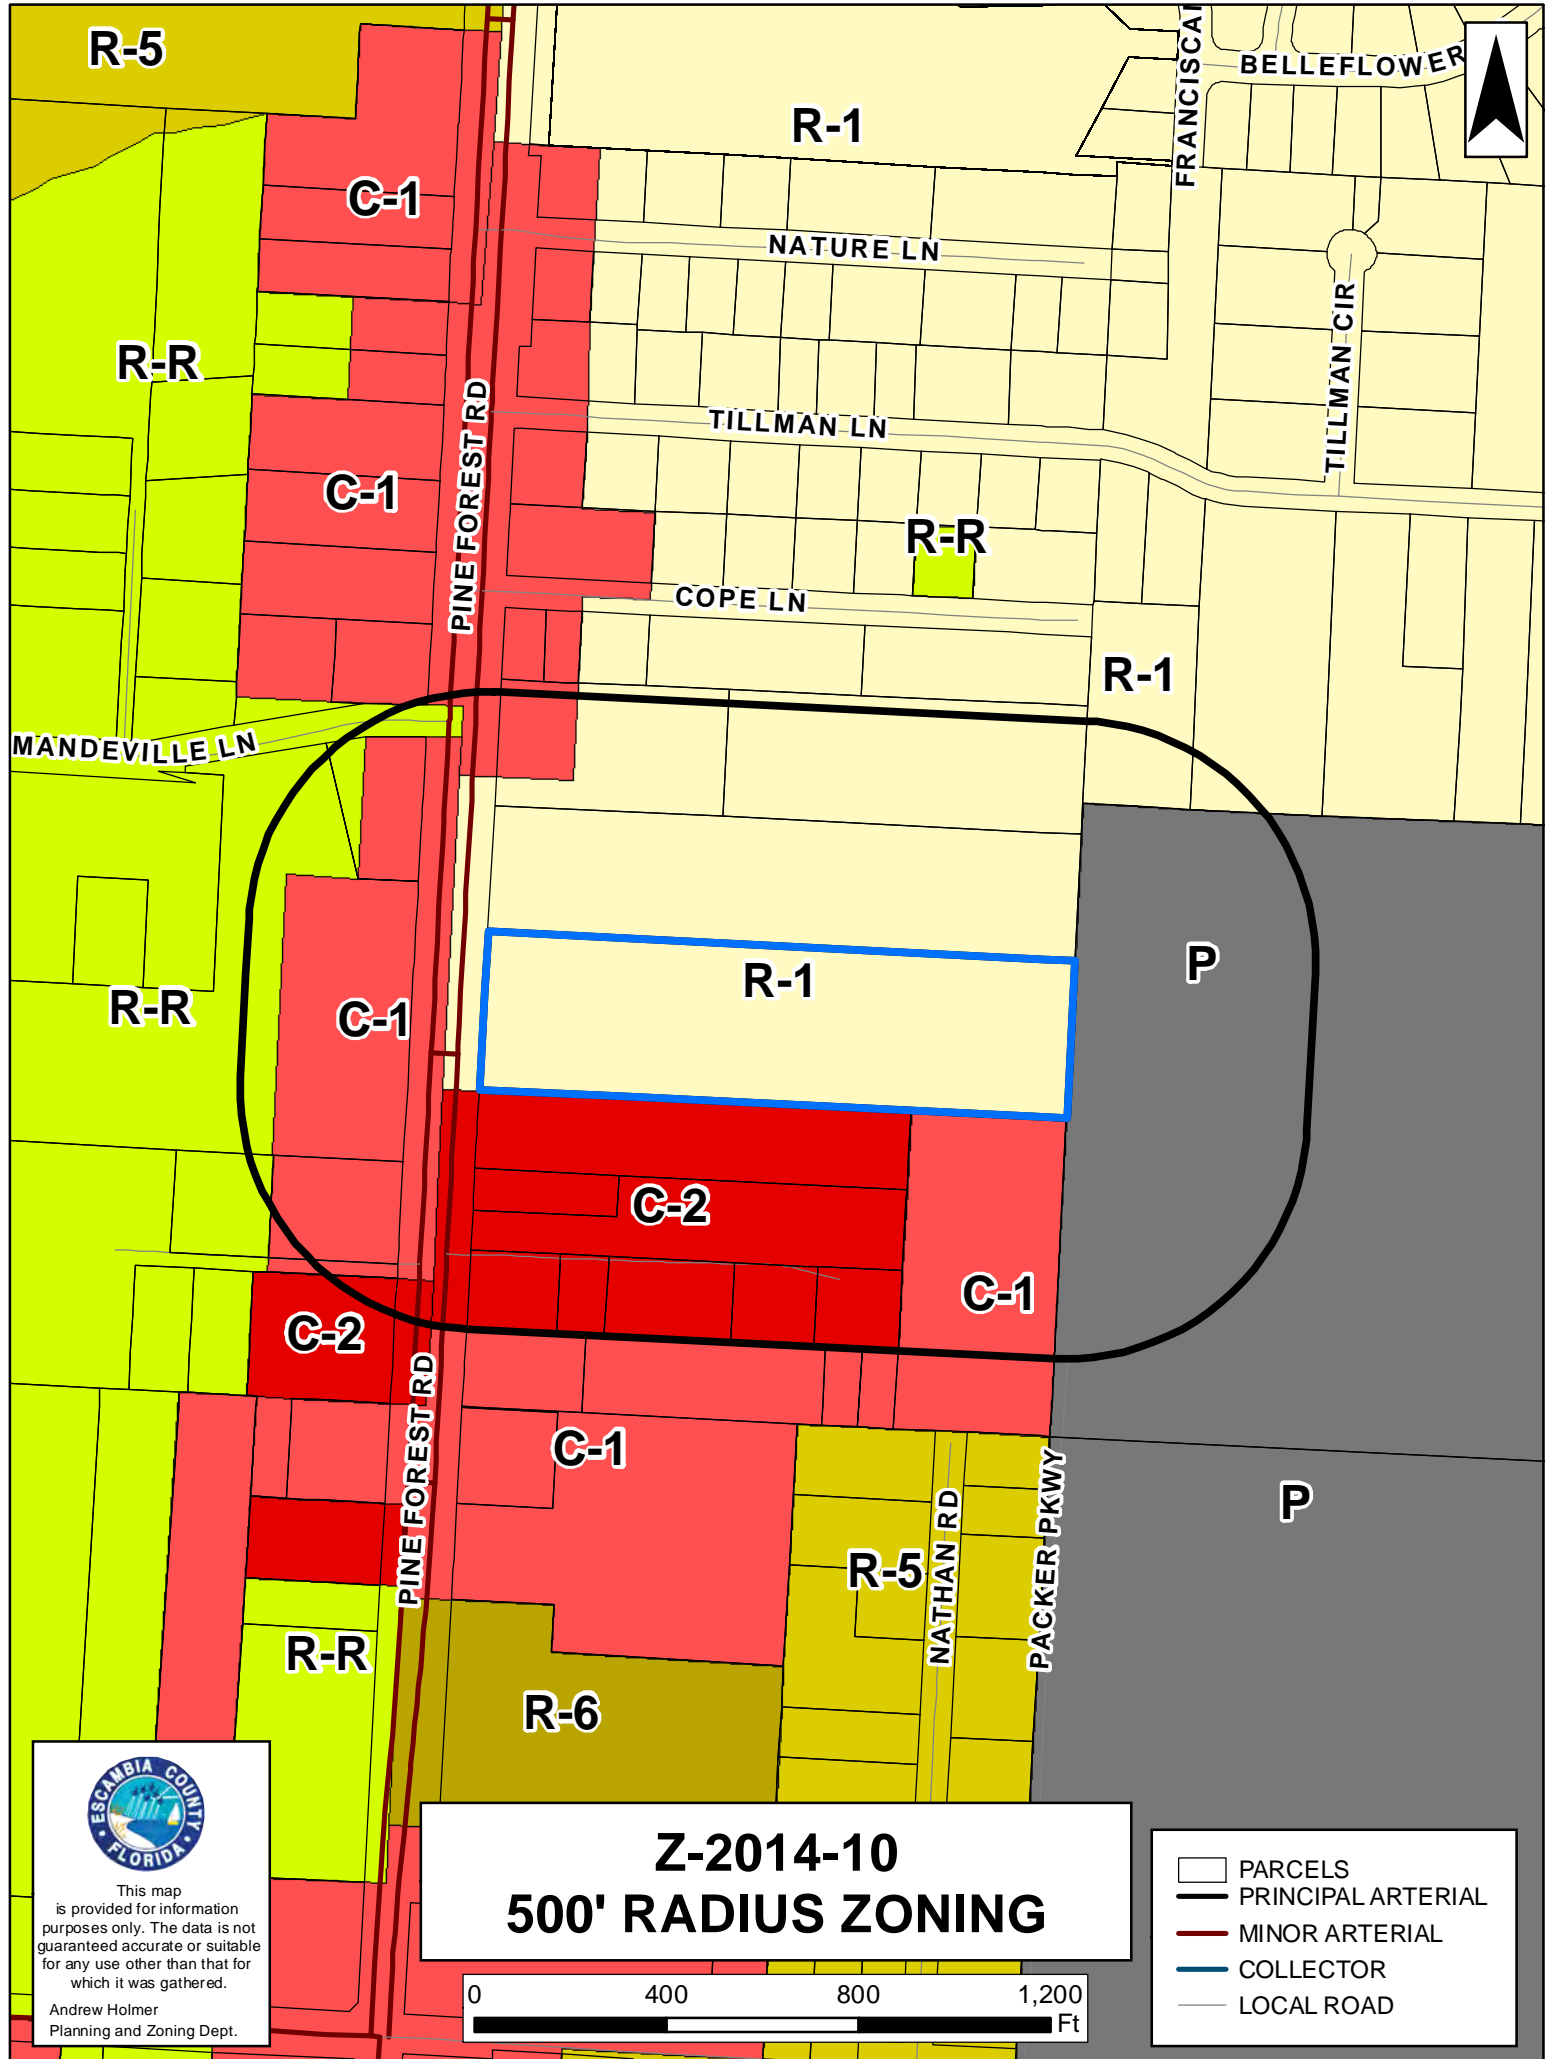 R-5
FRANCISCA
BELLEFLOWER
R-1
C-1
NATURE LN
TILLMAN CIR
R-R
PINE FOREST RD
TILLMAN LN
C-1
R-R
COPE LN
R-1
MANDEVILLE LN
P
R-1
R-R
C-1
C-2
C-1
C-2
PINE FOREST RD
C-1
PACKER PKWY
P
NATHAN RD
R-5
R-R
R-6
ESCAMBIA COUNTY
FLORIDA
This map
is provided for information
purposes only. The data is not
guaranteed accurate or suitable
for any use other than that for
which it was gathered.
Andrew Holmer
Planning and Zoning Dept.
Z-2014-10
500' RADIUS ZONING
0 400 800 1,200
Ft
PARCELS
PRINCIPAL ARTERIAL
MINOR ARTERIAL
COLLECTOR
LOCAL ROAD